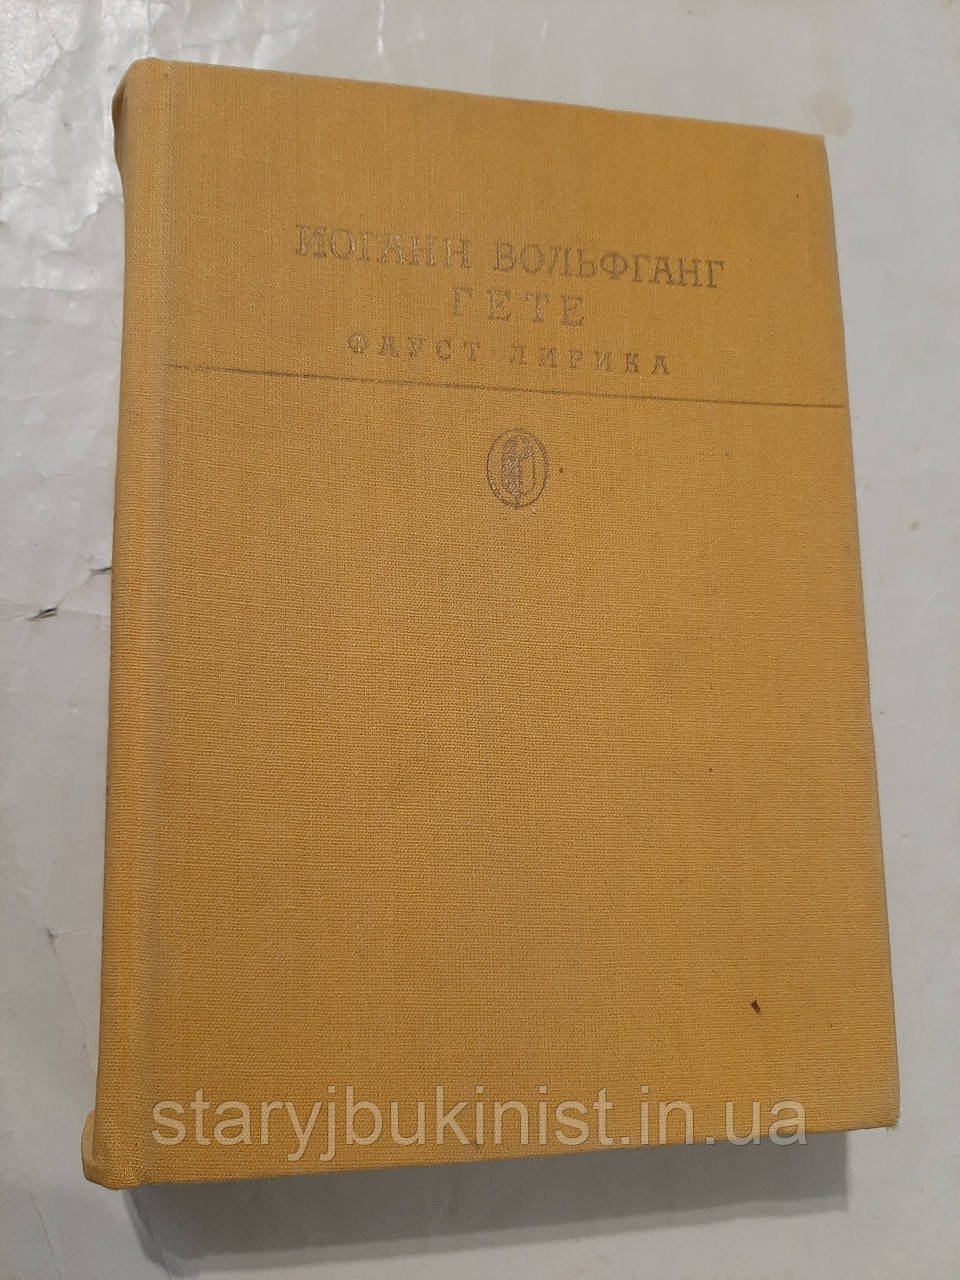 ИОГАНН ВОЛЬФГАНГ
ГЕТЕ
ФАУСТ · ЛИРИКА
staryjbukinist.in.ua